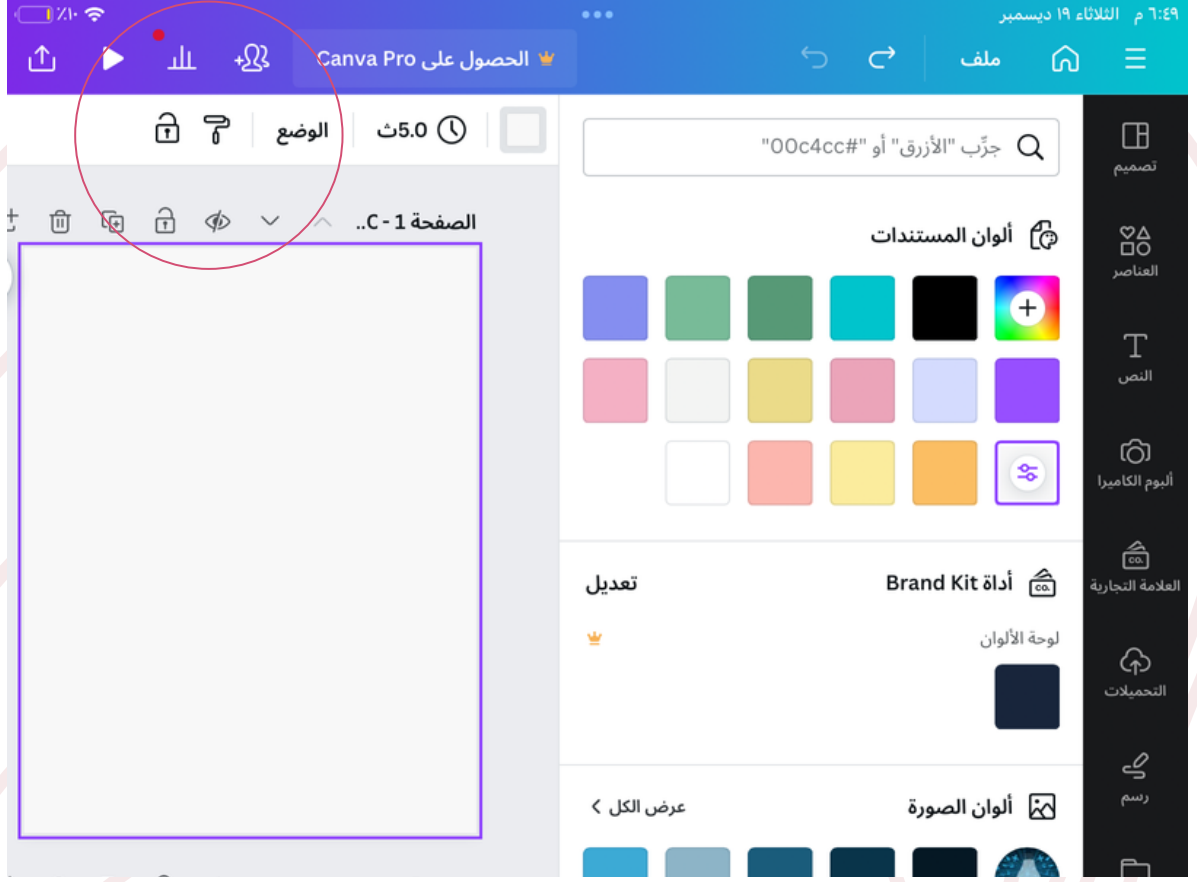 ٦:٤٩ م الثلاثاء ١٩ ديسمبر
٪١٠
ملف
الحصول على Canva Pro
5.0ث
الوضع
جرِّب "الأزرق" أو "#00c4cc"
تصميم
الصفحة 1 - C..
ألوان المستندات
العناصر
النص
ألبوم الكاميرا
أداة Brand Kit
تعديل
CO.
CO.
العلامة التجارية
لوحة الألوان
التحميلات
رسم
ألوان الصورة
عرض الكل